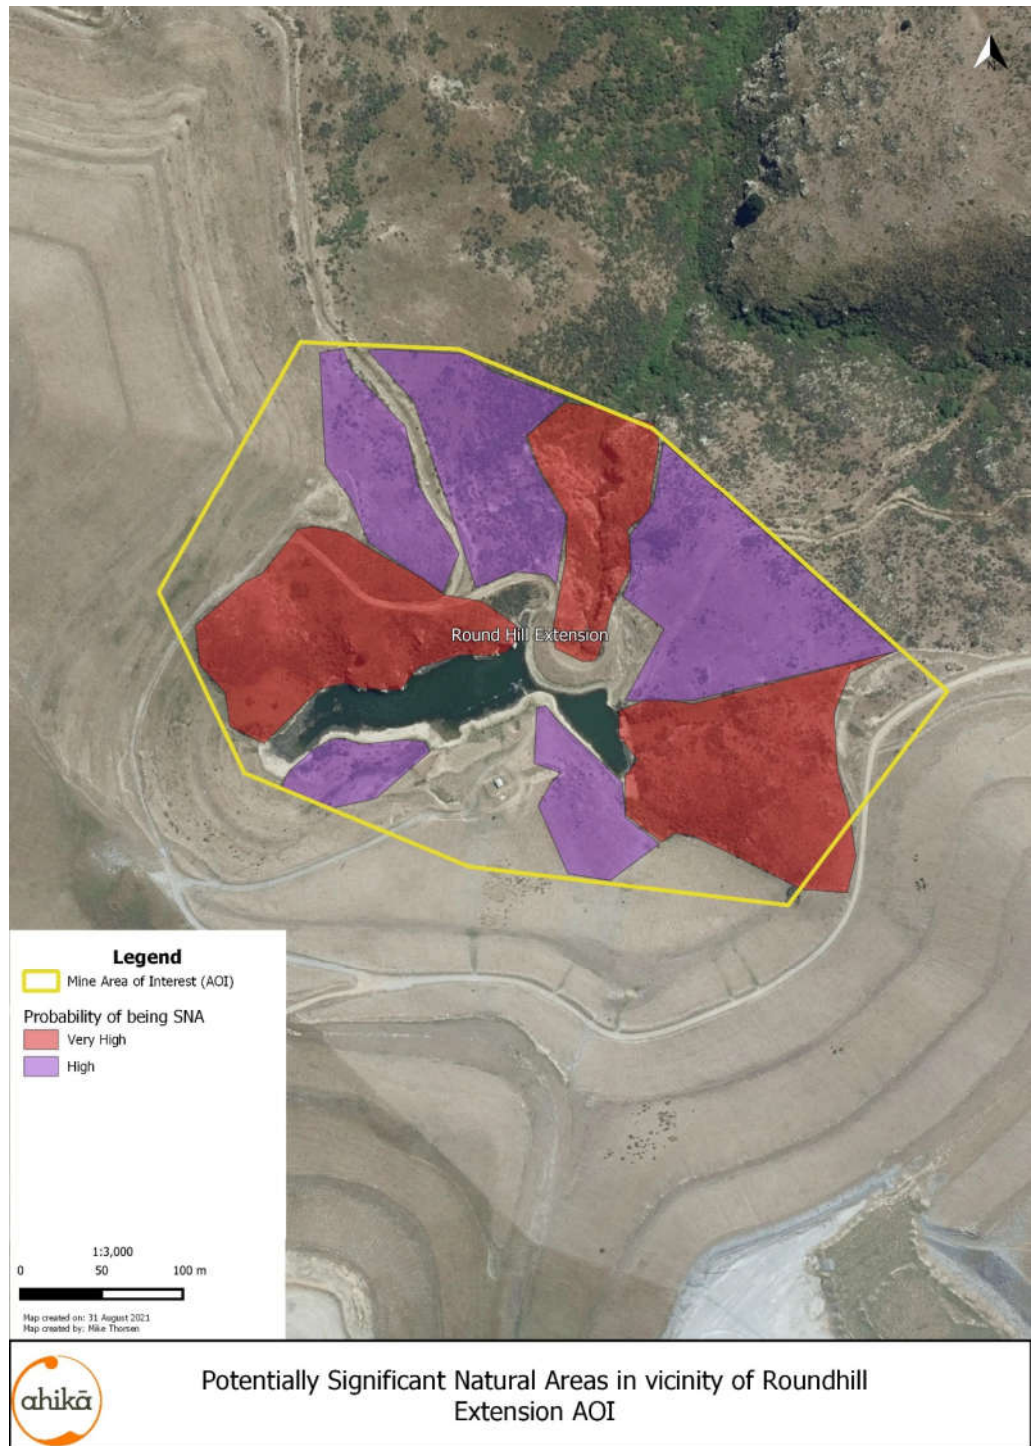 N
Round Hill Extension
Legend
Mine Area of Interest (AOI)
Probability of being SNA
Very High
High
1:3,000
0 50 100 m
Map created on: 31 August 2021
Map created by: Mike Thorsen
ahikā
Potentially Significant Natural Areas in vicinity of Roundhill
Extension AOI